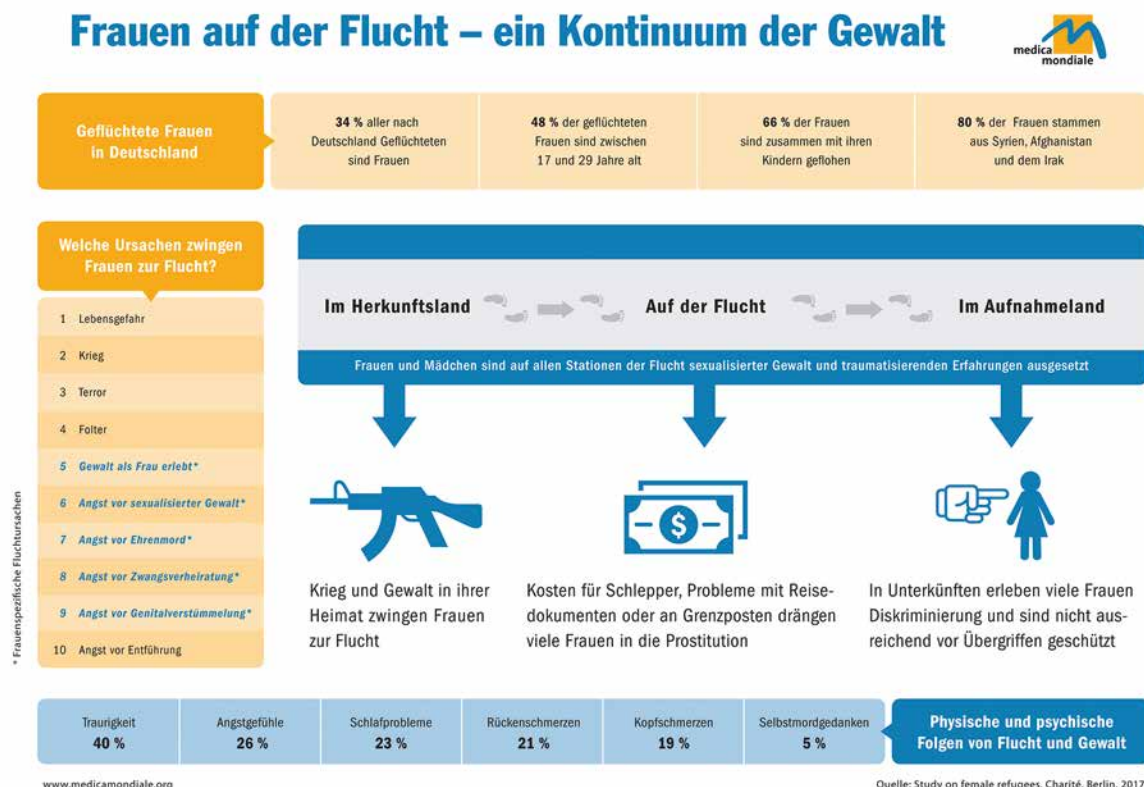 Frauen auf der Flucht – ein Kontinuum der Gewalt
medica
mondiale
Geflüchtete Frauen
in Deutschland
34 % aller nach
Deutschland Geflüchteten
sind Frauen
48 % der geflüchteten
Frauen sind zwischen
17 und 29 Jahre alt
66 % der Frauen
sind zusammen mit ihren
Kindern geflohen
80 % der Frauen stammen
aus Syrien, Afghanistan
und dem Irak
Welche Ursachen zwingen
Frauen zur Flucht?
1 Lebensgefahr
2 Krieg
3 Terror
4 Folter
5 Gewalt als Frau erlebt*
6 Angst vor sexualisierter Gewalt*
7 Angst vor Ehrenmord*
8 Angst vor Zwangsverheiratung*
9 Angst vor Genitalverstümmelung*
10 Angst vor Entführung
* Frauenspezifische Fluchtursachen
Im Herkunftsland
Auf der Flucht
Im Aufnahmeland
Frauen und Mädchen sind auf allen Stationen der Flucht sexualisierter Gewalt und traumatisierenden Erfahrungen ausgesetzt
$
Krieg und Gewalt in ihrer
Heimat zwingen Frauen
zur Flucht
Kosten für Schlepper, Probleme mit Reise-
dokumenten oder an Grenzposten drängen
viele Frauen in die Prostitution
In Unterkünften erleben viele Frauen
Diskriminierung und sind nicht aus-
reichend vor Übergriffen geschützt
Traurigkeit
40 %
Angstgefühle
26 %
Schlafprobleme
23 %
Rückenschmerzen
21 %
Kopfschmerzen
19 %
Selbstmordgedanken
5 %
Physische und psychische
Folgen von Flucht und Gewalt
www.medicamondiale.org
Quelle: Study on female refugees, Charité, Berlin, 2017